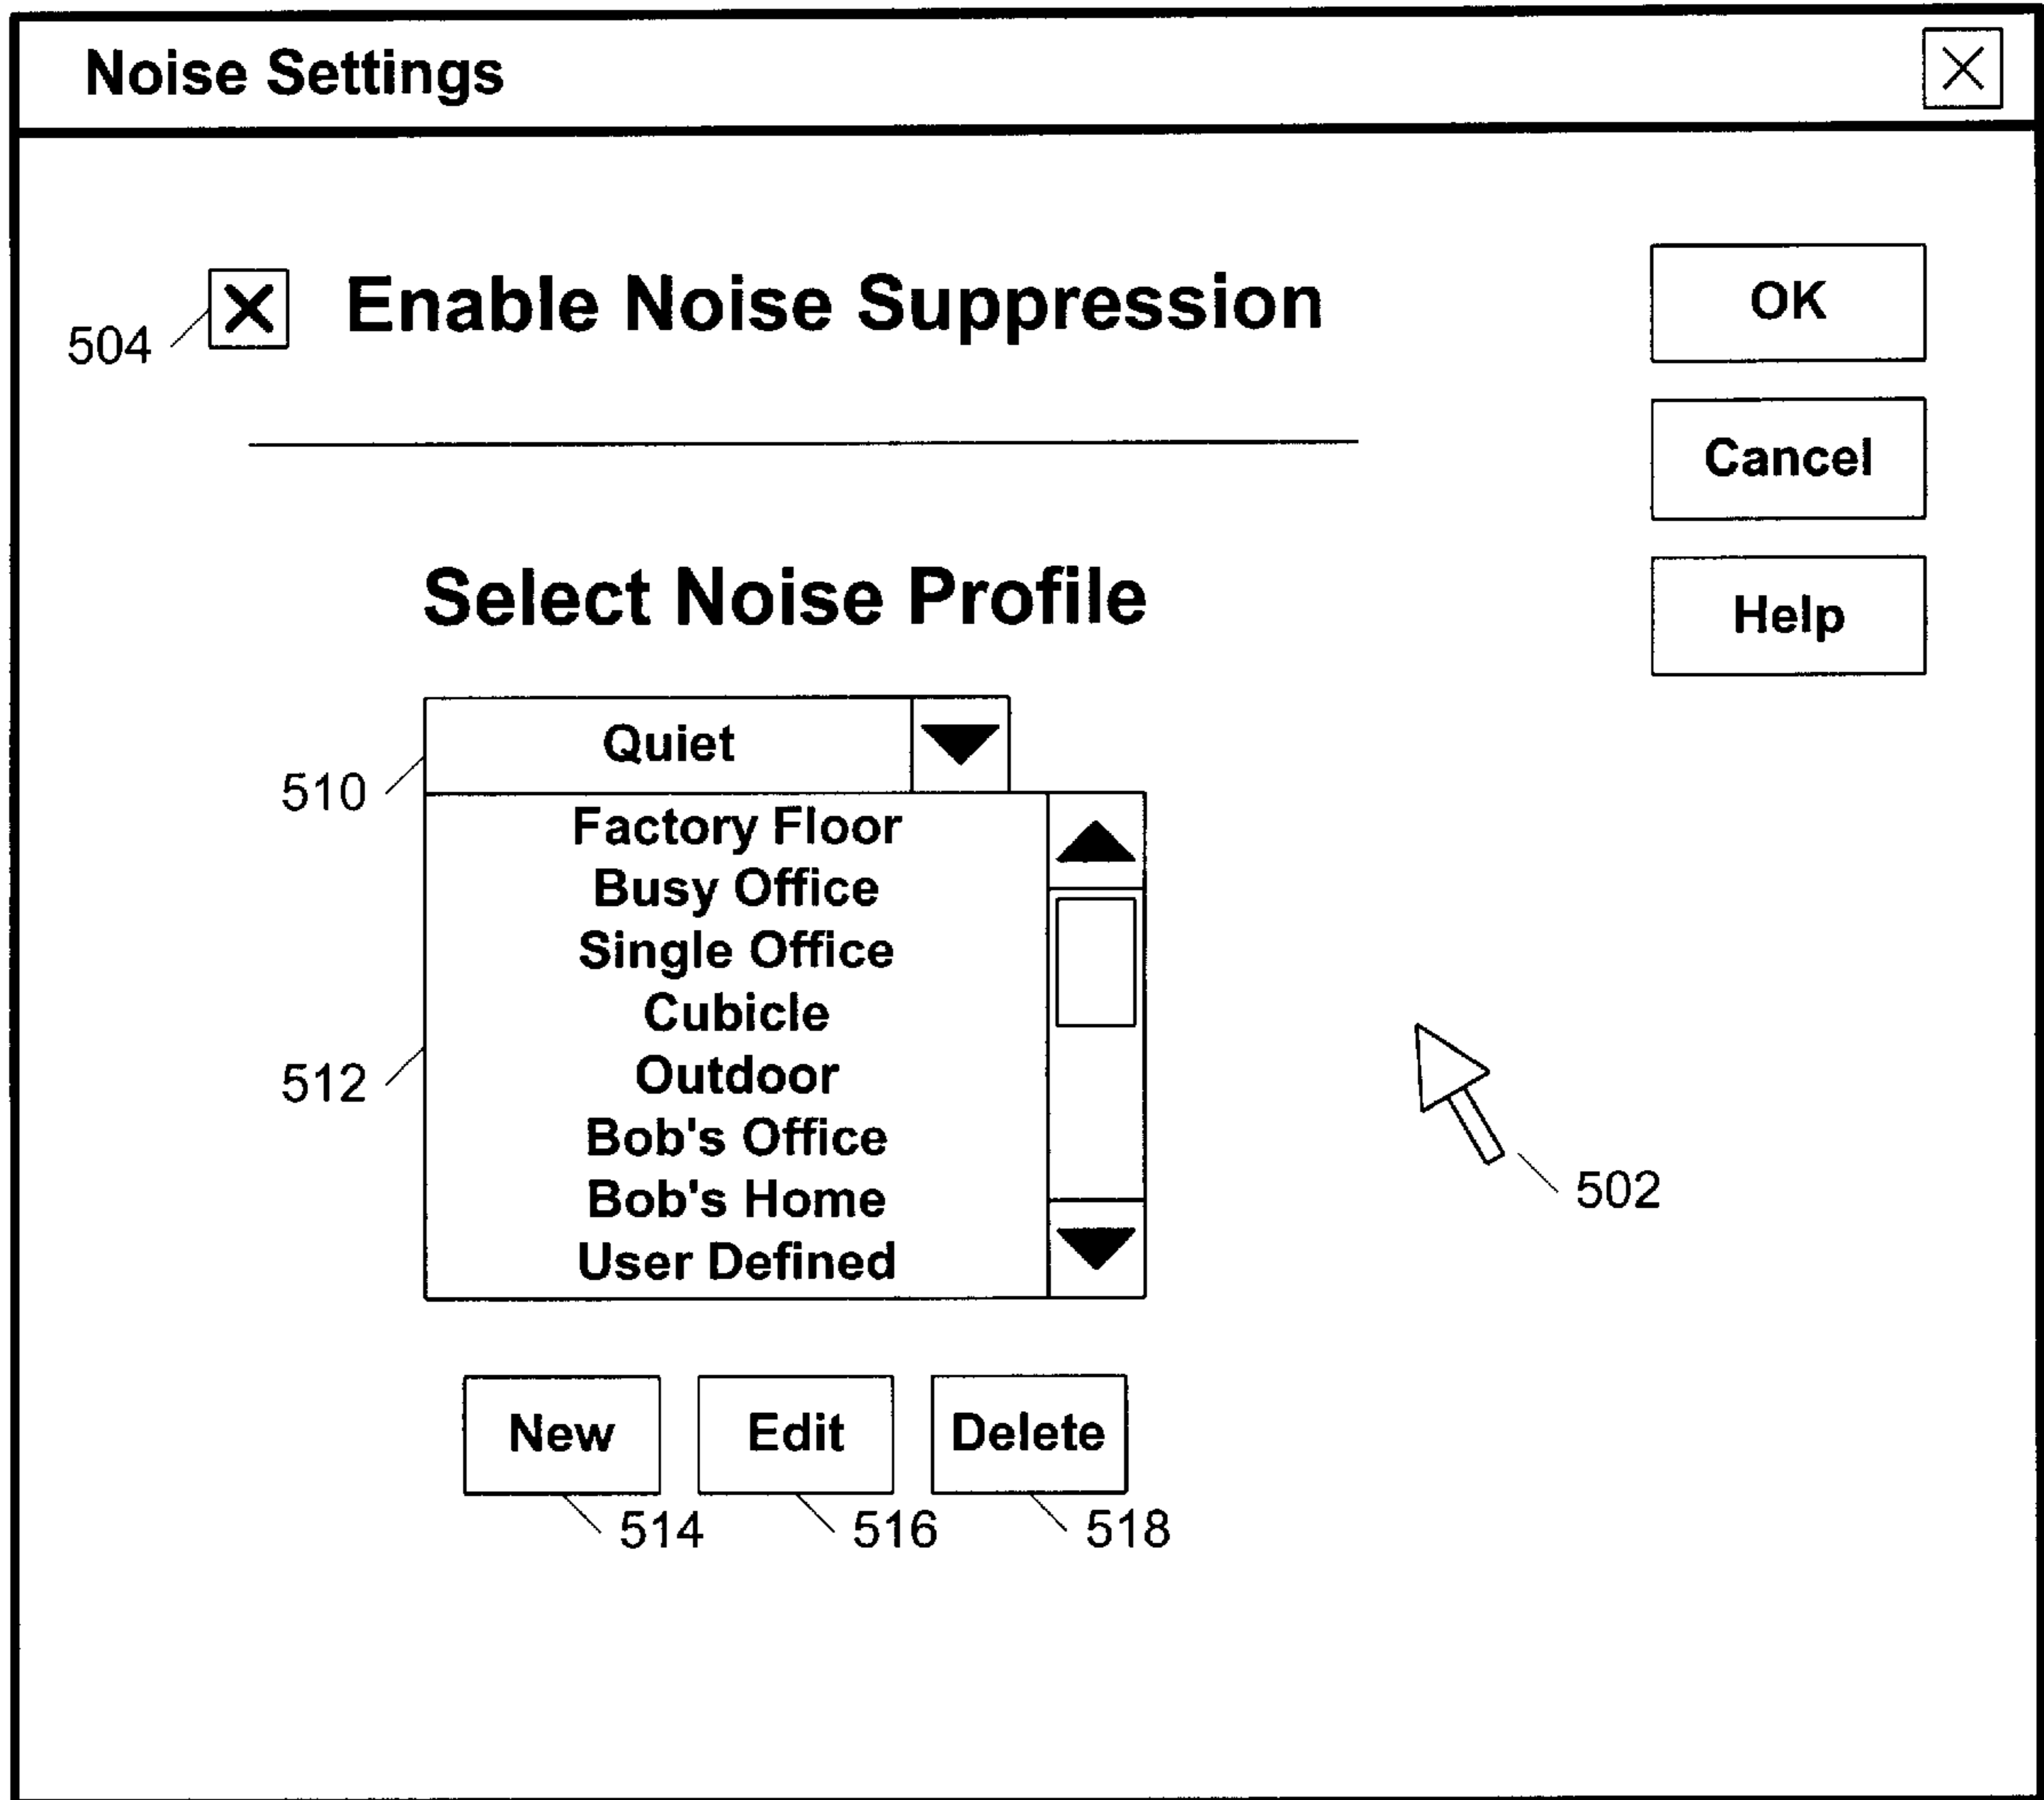 Noise Settings
Enable Noise Suppression
504
OK
Cancel
Help
Select Noise Profile
Quiet
510
Factory Floor
Busy Office
Single Office
Cubicle
Outdoor
512
Bob's Office
Bob's Home
User Defined
502
New
Edit
Delete
514
516
518